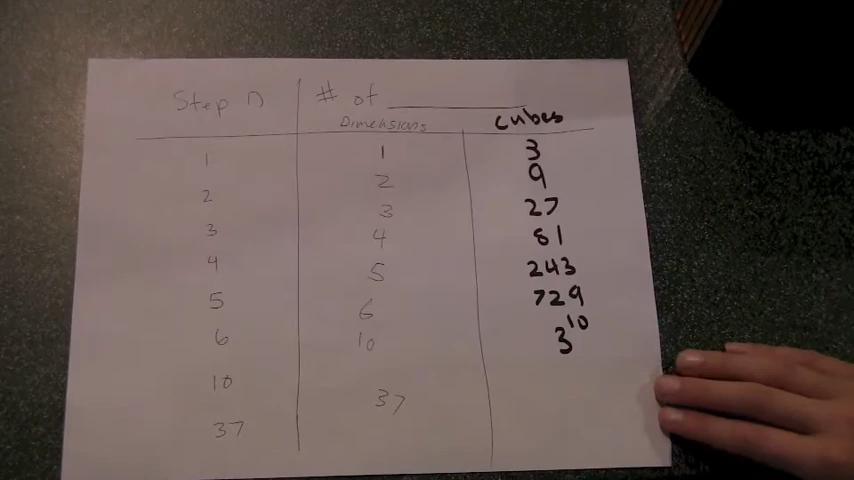 Step n # of ________
Dimensions cubes
1 1 3
2 2 9
3 3 27
4 4 81
5 5 243
6 6 729
10 10 3^10
37 37